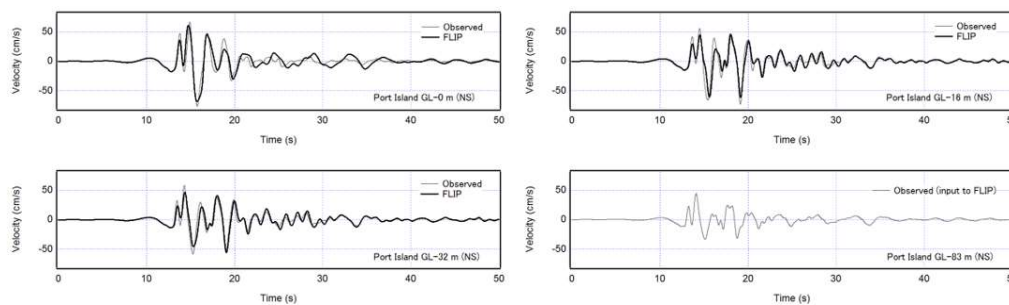 Velocity (cm/s)
50
0
-50
Observed
FLIP
Port Island GL-0 m (NS)
0 10 20 30 40 50
Time (s)
Velocity (cm/s)
50
0
-50
Observed
FLIP
Port Island GL-16 m (NS)
0 10 20 30 40 50
Time (s)
Velocity (cm/s)
50
0
-50
Observed
FLIP
Port Island GL-32 m (NS)
0 10 20 30 40 50
Time (s)
Velocity (cm/s)
50
0
-50
Observed (input to FLIP)
Port Island GL-83 m (NS)
0 10 20 30 40 50
Time (s)